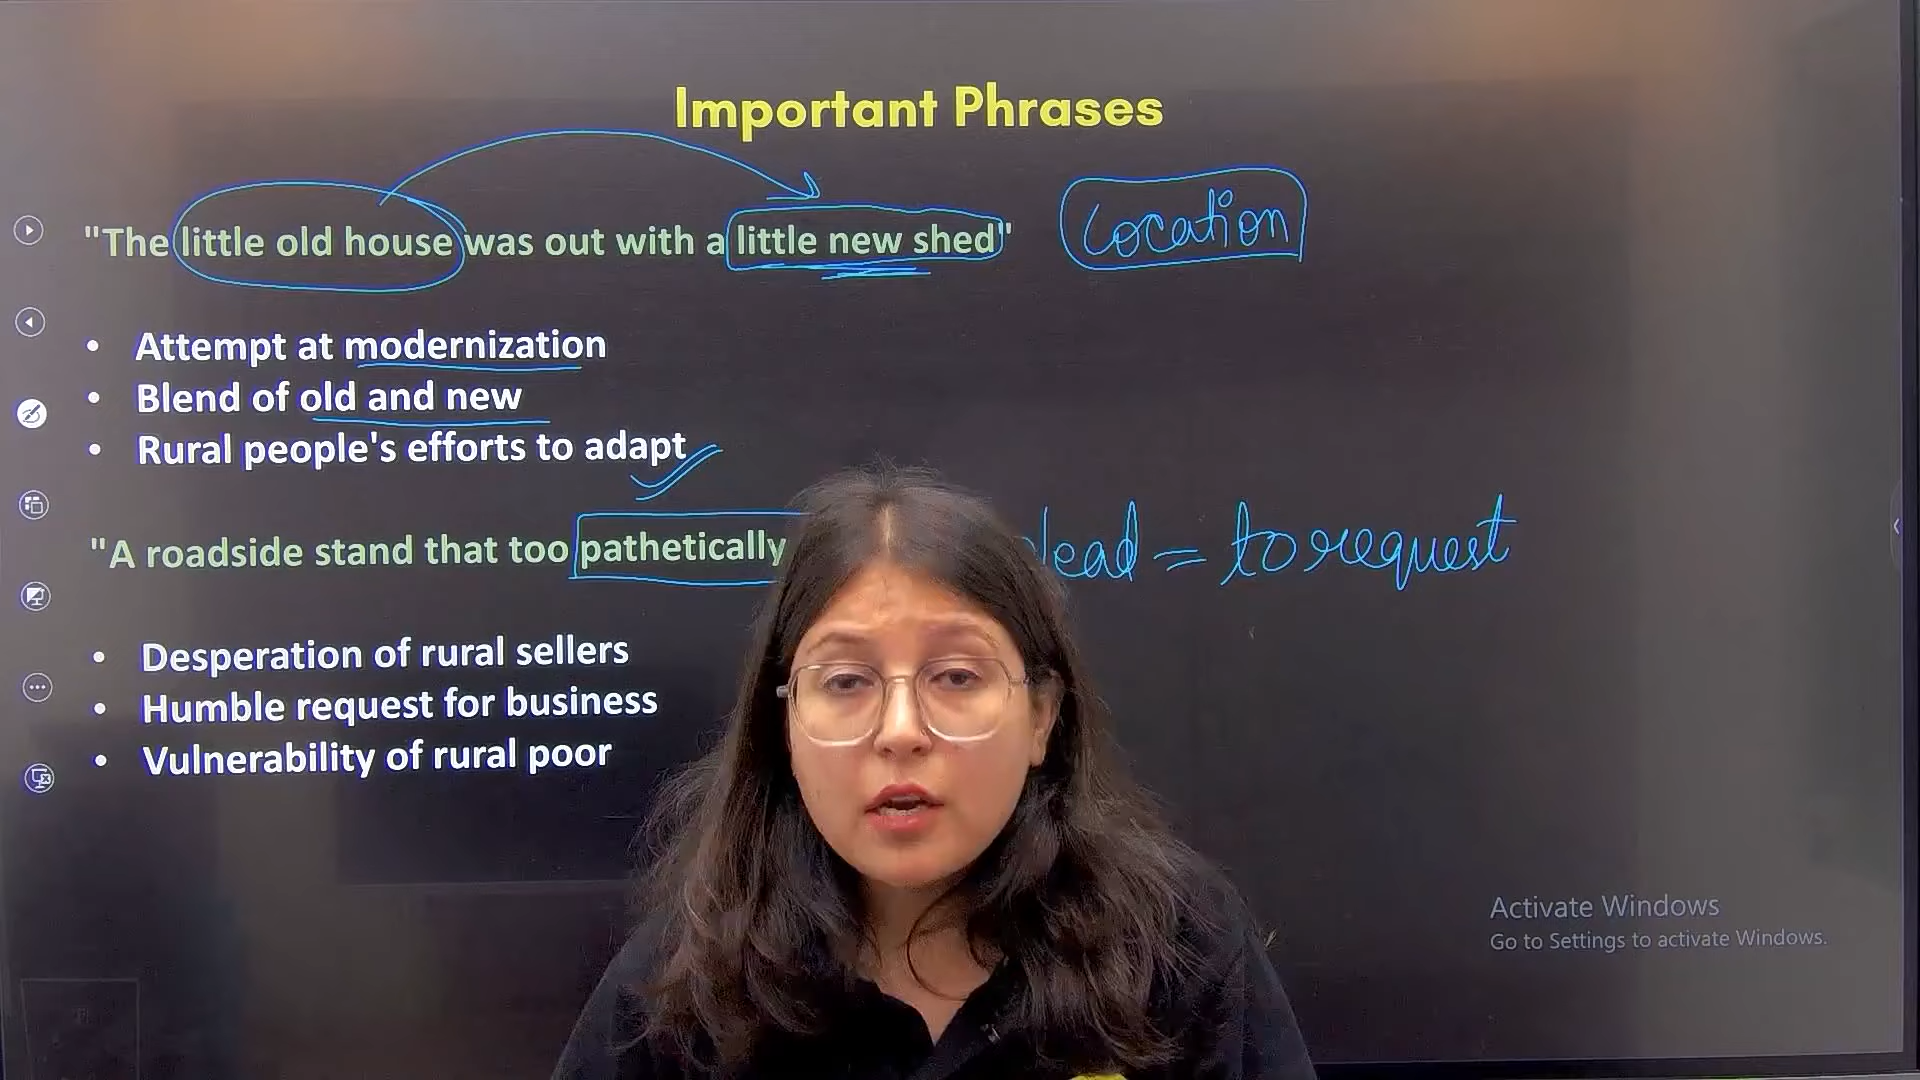 Important Phrases
"The little old house was out with a little new shed" Location
• Attempt at modernization
• Blend of old and new
• Rural people's efforts to adapt
"A roadside stand that too pathetically = to request
• Desperation of rural sellers
• Humble request for business
• Vulnerability of rural poor
Activate Windows
Go to Settings to activate Windows.